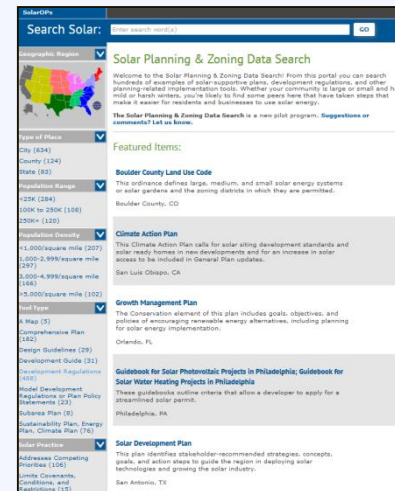 SolarOPs
Search Solar:
Enter search word(s)
GO
Geographic Region
Type of Place
City (634)
County (124)
State (83)
Population Range
<25K (284)
100K to 250K (108)
250K+ (120)
Population Density
<1,000/square mile (207)
1,000-2,999/square mile
(297)
3,000-4,999/square mile
(166)
>5,000/square mile (102)
Tool Type
A Map (5)
Comprehensive Plan
(182)
Design Guidelines (29)
Development Guide (31)
Development Regulations
Model Development
Regulations or Plan Policy
Statements (23)
Subarea Plan (8)
Sustainability Plan, Energy
Plan, Climate Plan (76)
Solar Practice
Addresses Competing
Priorities (106)
Limits Covenants,
Conditions, and
Restrictions (15)
Solar Planning & Zoning Data Search
Welcome to the Solar Planning & Zoning Data Search! From this portal you can search
hundreds of examples of solar-supportive plans, development regulations, and other
planning-related implementation tools. Whether your community is large or small and h
mild or harsh winters, you're likely to find some peers here that have taken steps that
make it easier for residents and businesses to use solar energy.
The Solar Planning & Zoning Data Search is a new pilot program. Suggestions or
comments? Let us know.
Featured Items:
Boulder County Land Use Code
This ordinance defines large, medium, and small solar energy systems
or solar gardens and the zoning districts in which they are permitted.
Boulder County, CO
Climate Action Plan
This Climate Action Plan calls for solar siting development standards and
solar ready homes in new developments and for an increase in solar
access to be included in General Plan updates.
San Luis Obispo, CA
Growth Management Plan
The Conservation element of this plan includes goals, objectives, and
policies of encouraging renewable energy alternatives, including planning
for solar energy implementation.
Orlando, FL
Guidebook for Solar Photovoltaic Projects in Philadelphia; Guidebook for
Solar Water Heating Projects in Philadelphia
These guidebooks outline criteria that allow a developer to apply for a
streamlined solar permit.
Philadelphia, PA
Solar Development Plan
This plan identifies stakeholder-recommended strategies, concepts,
goals, and action steps to guide the region in deploying solar
technologies and growing the solar industry.
San Antonio, TX